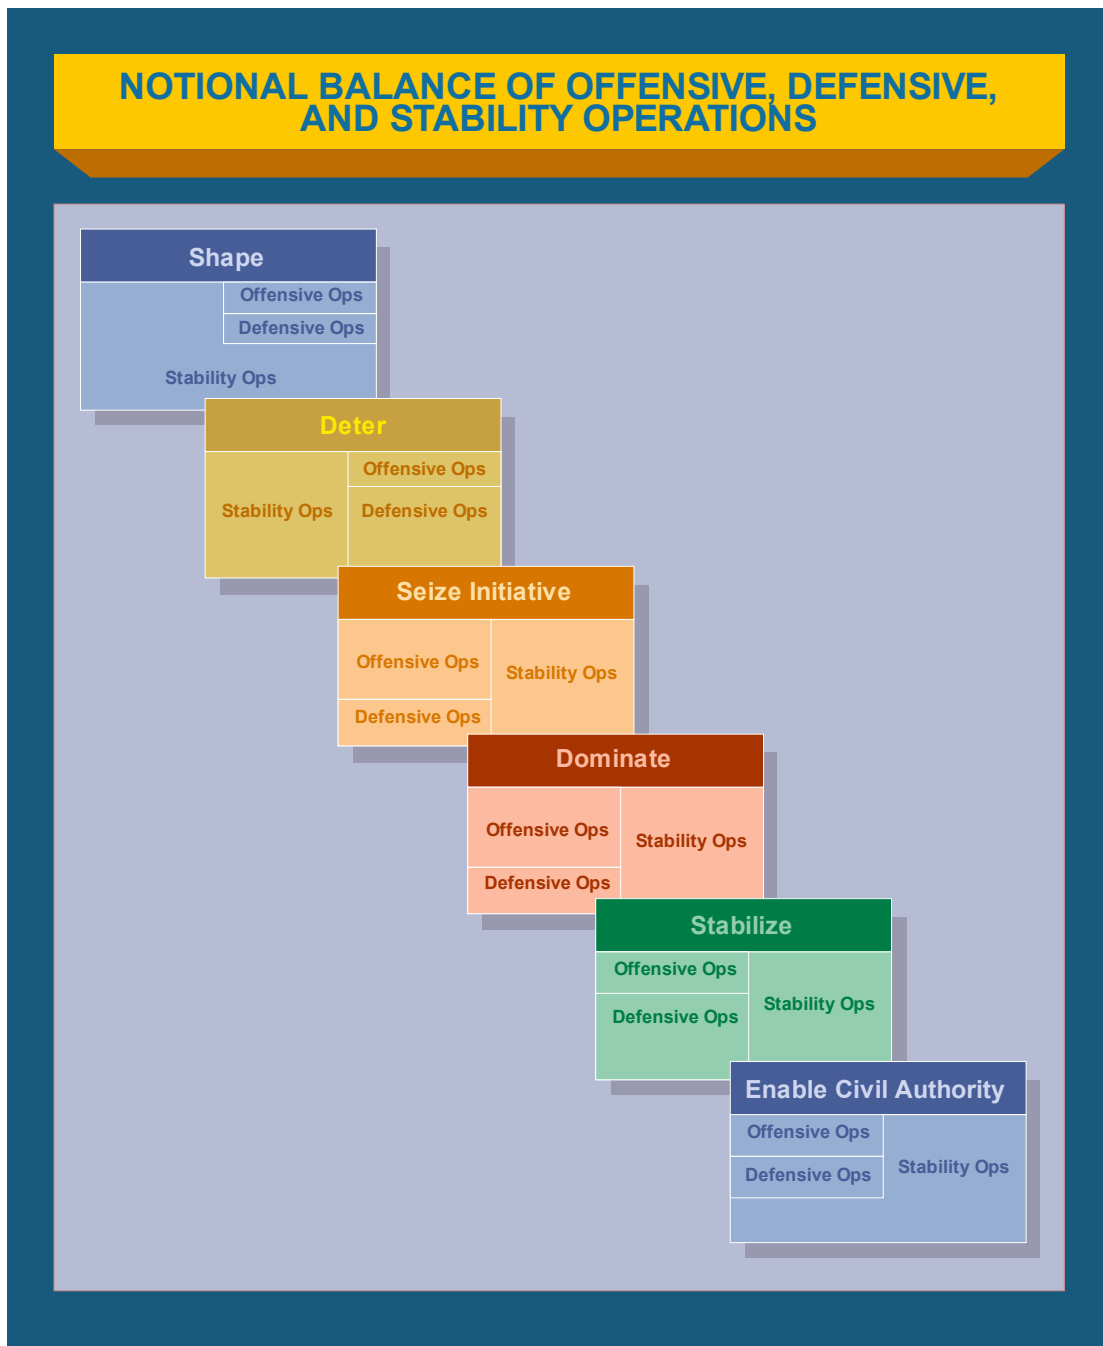 NOTIONAL BALANCE OF OFFENSIVE, DEFENSIVE,
AND STABILITY OPERATIONS
Shape
Offensive Ops
Defensive Ops
Stability Ops
Deter
Offensive Ops
Stability Ops
Defensive Ops
Seize Initiative
Offensive Ops
Stability Ops
Defensive Ops
Dominate
Offensive Ops
Stability Ops
Defensive Ops
Stabilize
Offensive Ops
Stability Ops
Defensive Ops
Enable Civil Authority
Offensive Ops
Stability Ops
Defensive Ops